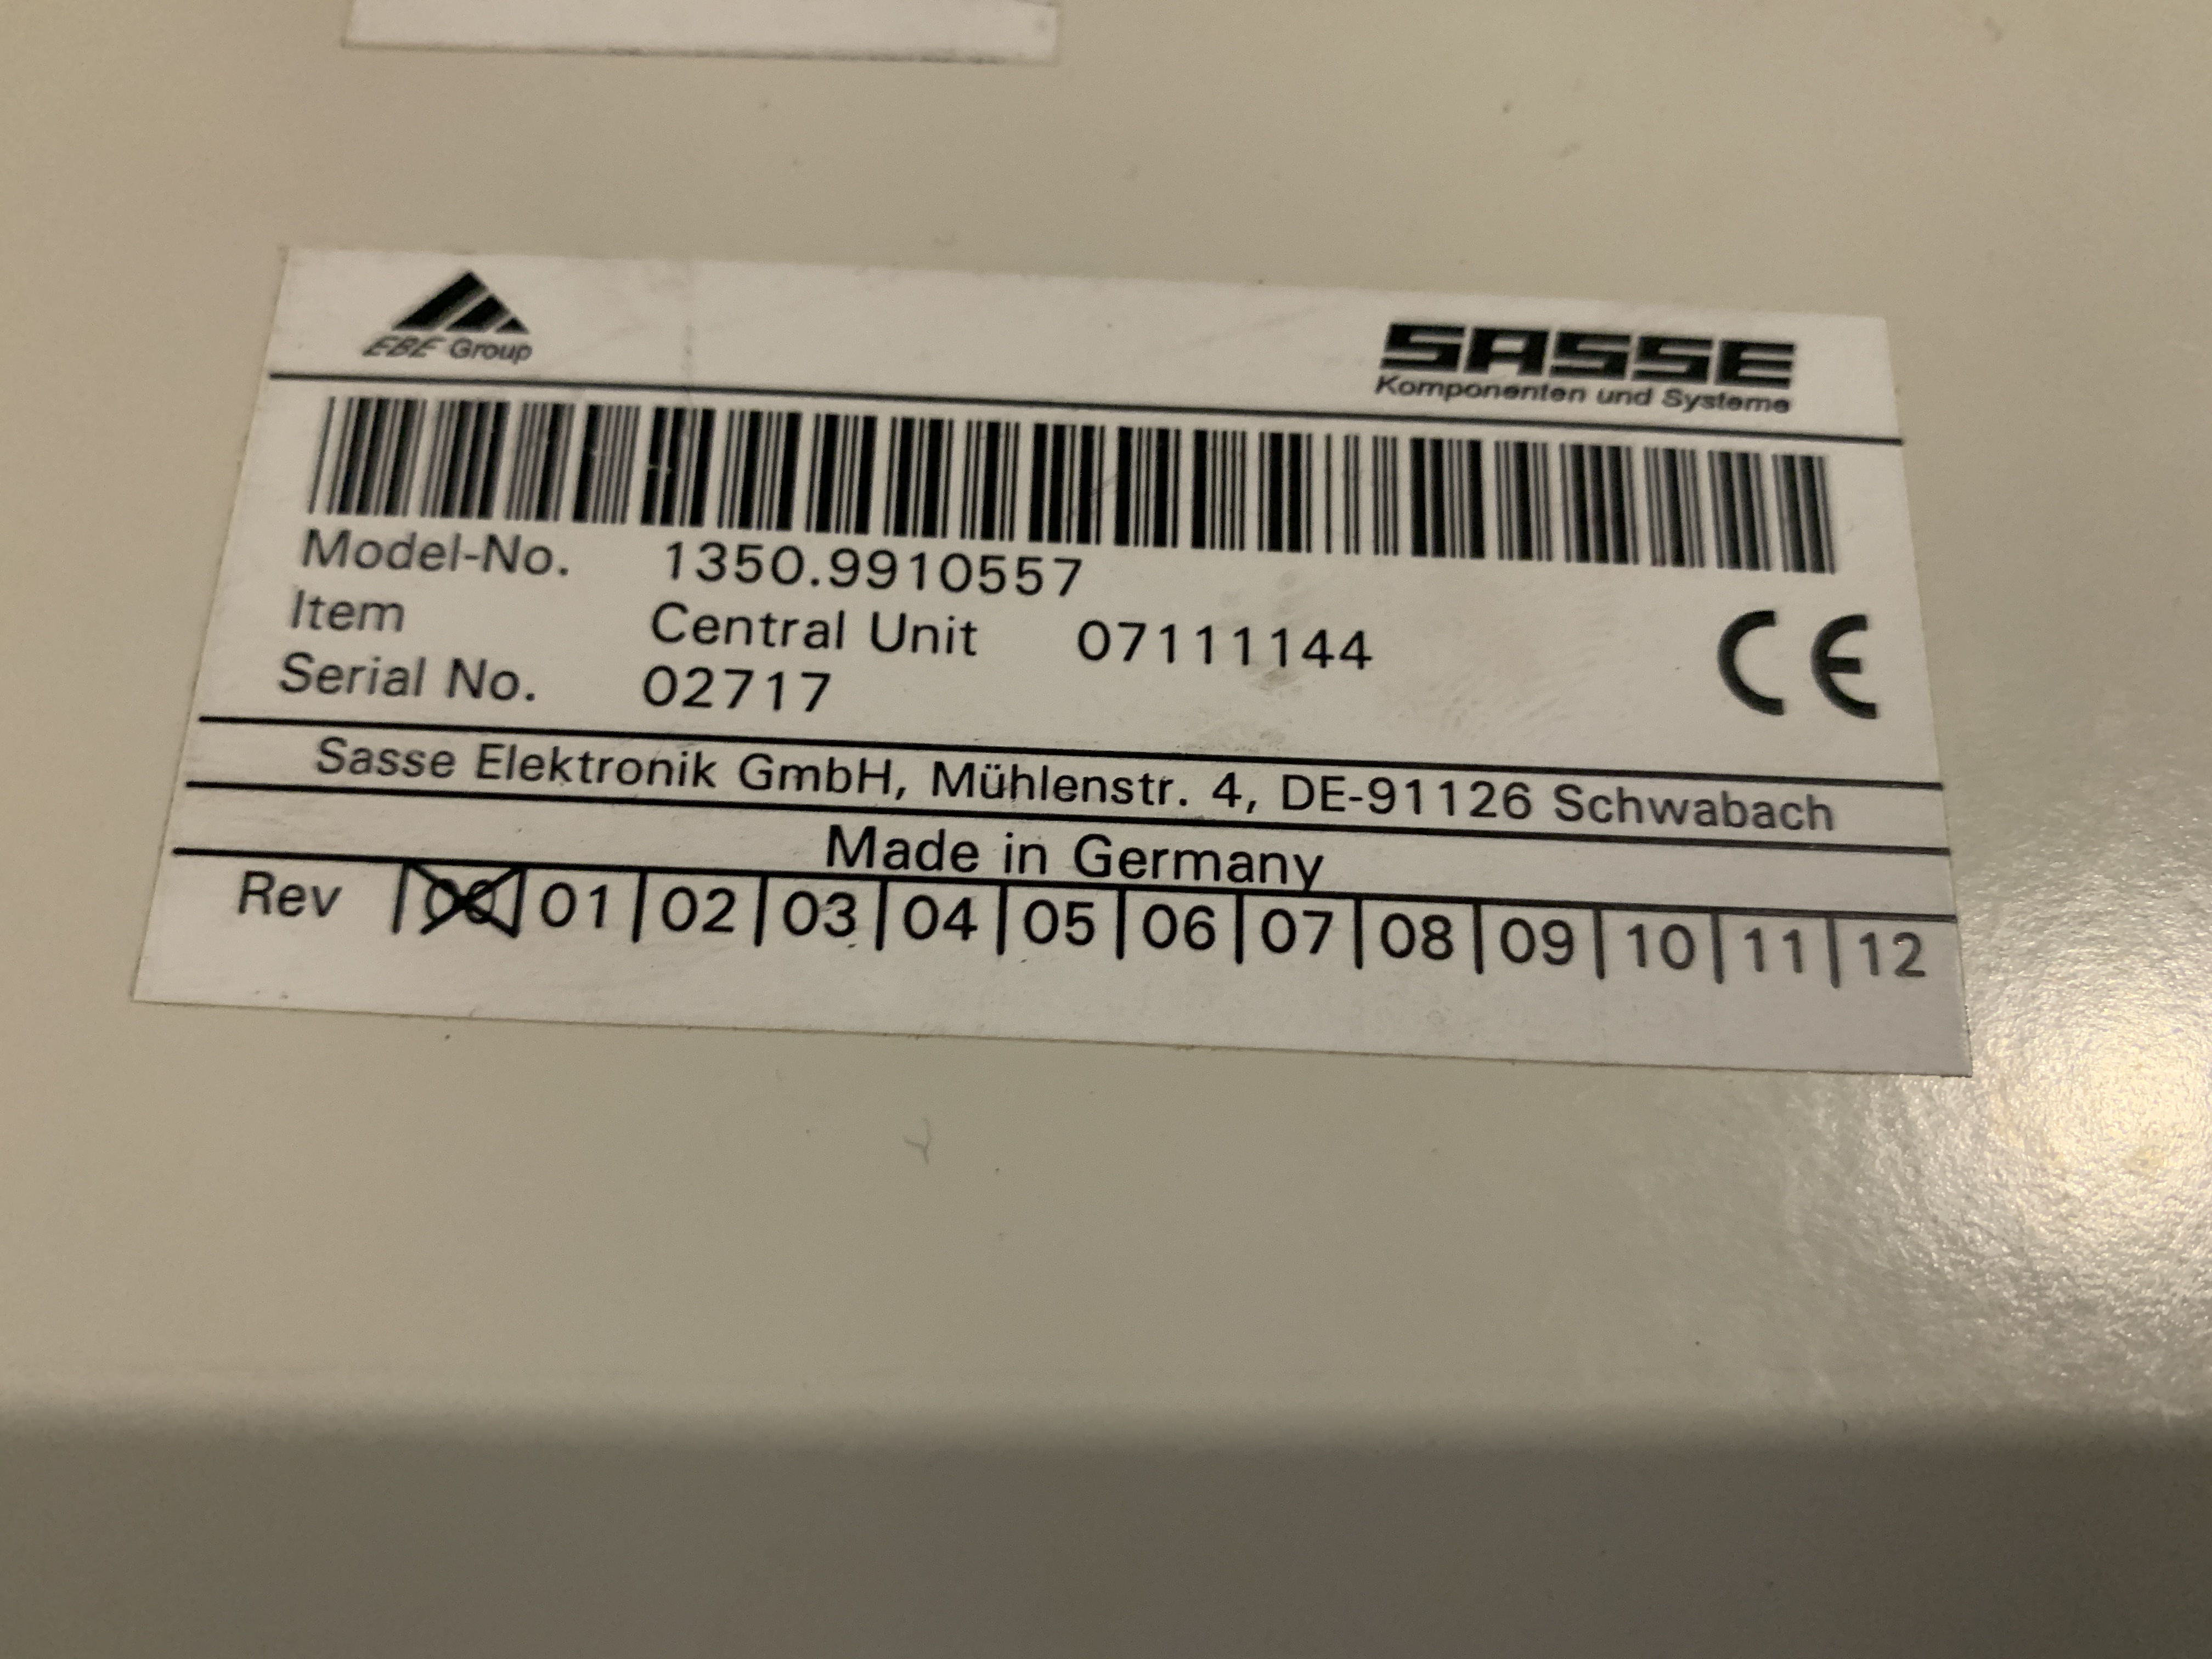 EBE Group
SASSE
Komponenten und Systeme
Model-No. 1350.9910557
Item Central Unit 07111144
Serial No. 02717
CE
Sasse Elektronik GmbH, Mühlenstr. 4, DE-91126 Schwabach
Made in Germany
Rev |00|01|02|03|04|05|06|07|08|09|10|11|12